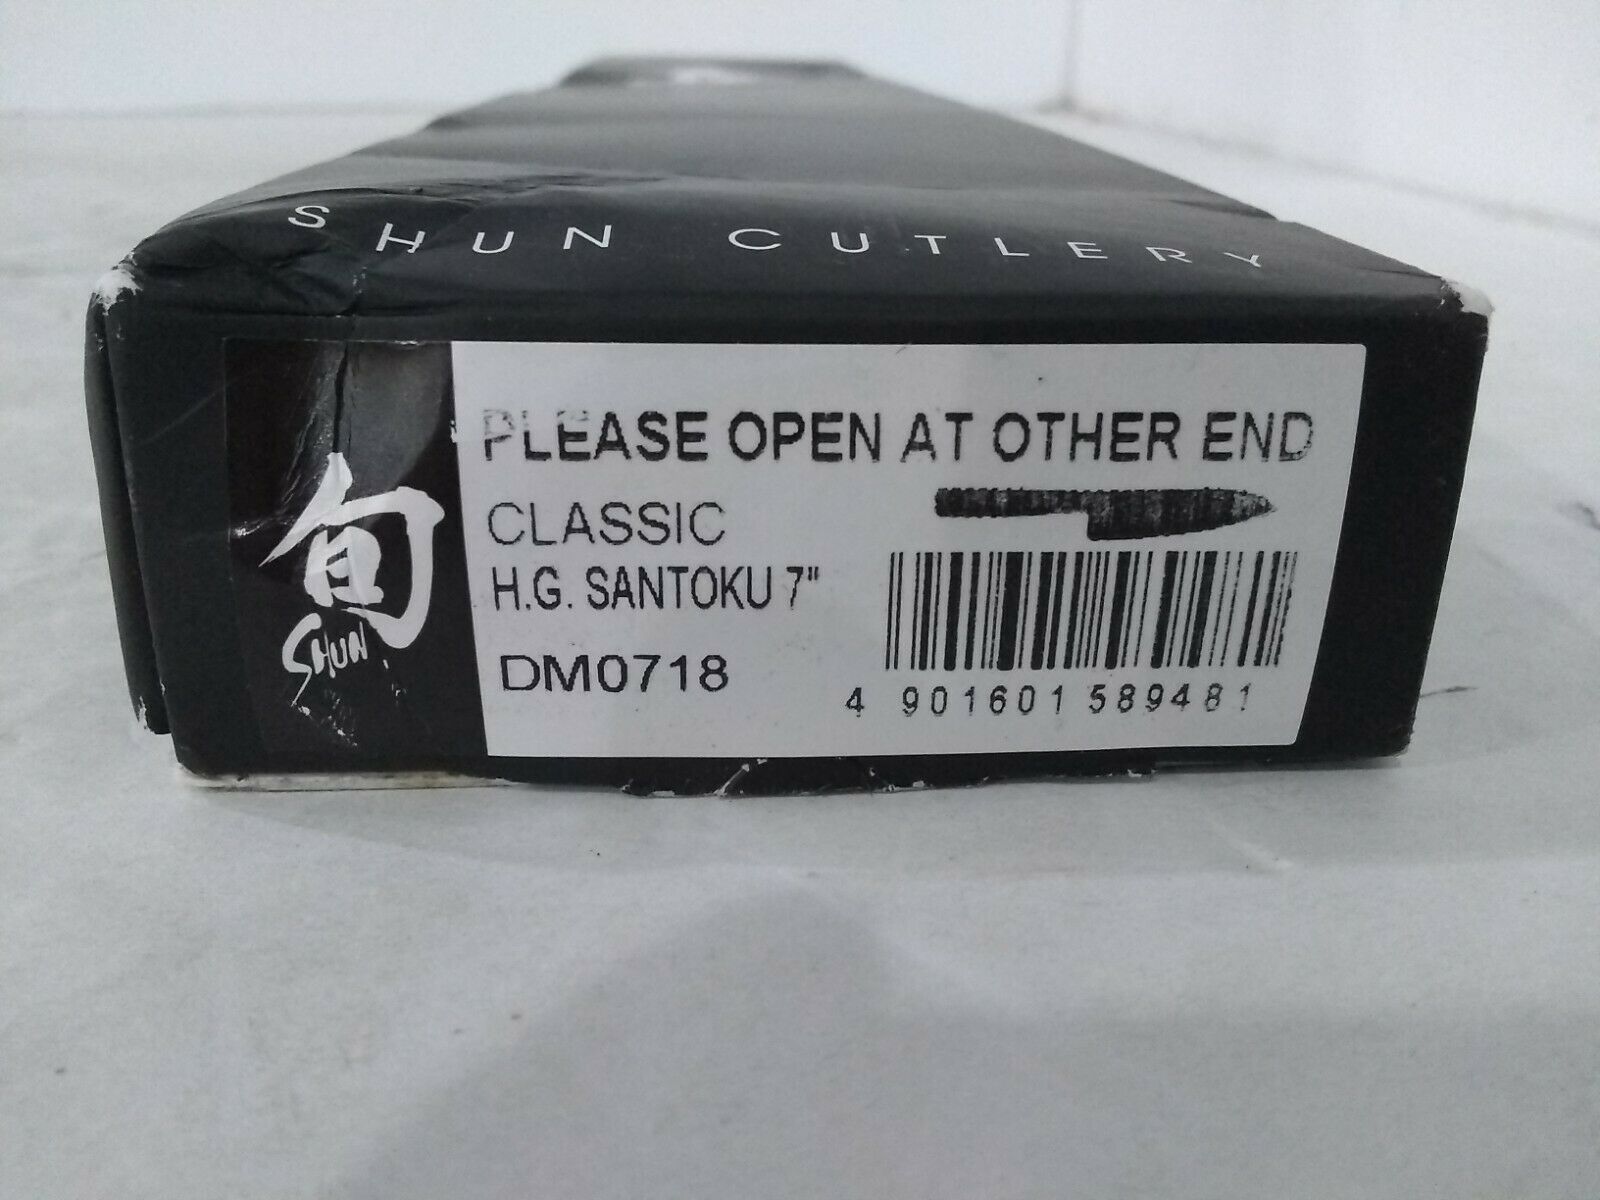 SHUN CUTLERY
PLEASE OPEN AT OTHER END
旬
SHUN
CLASSIC
H.G. SANTOKU 7"
DM0718
4 901601 589481